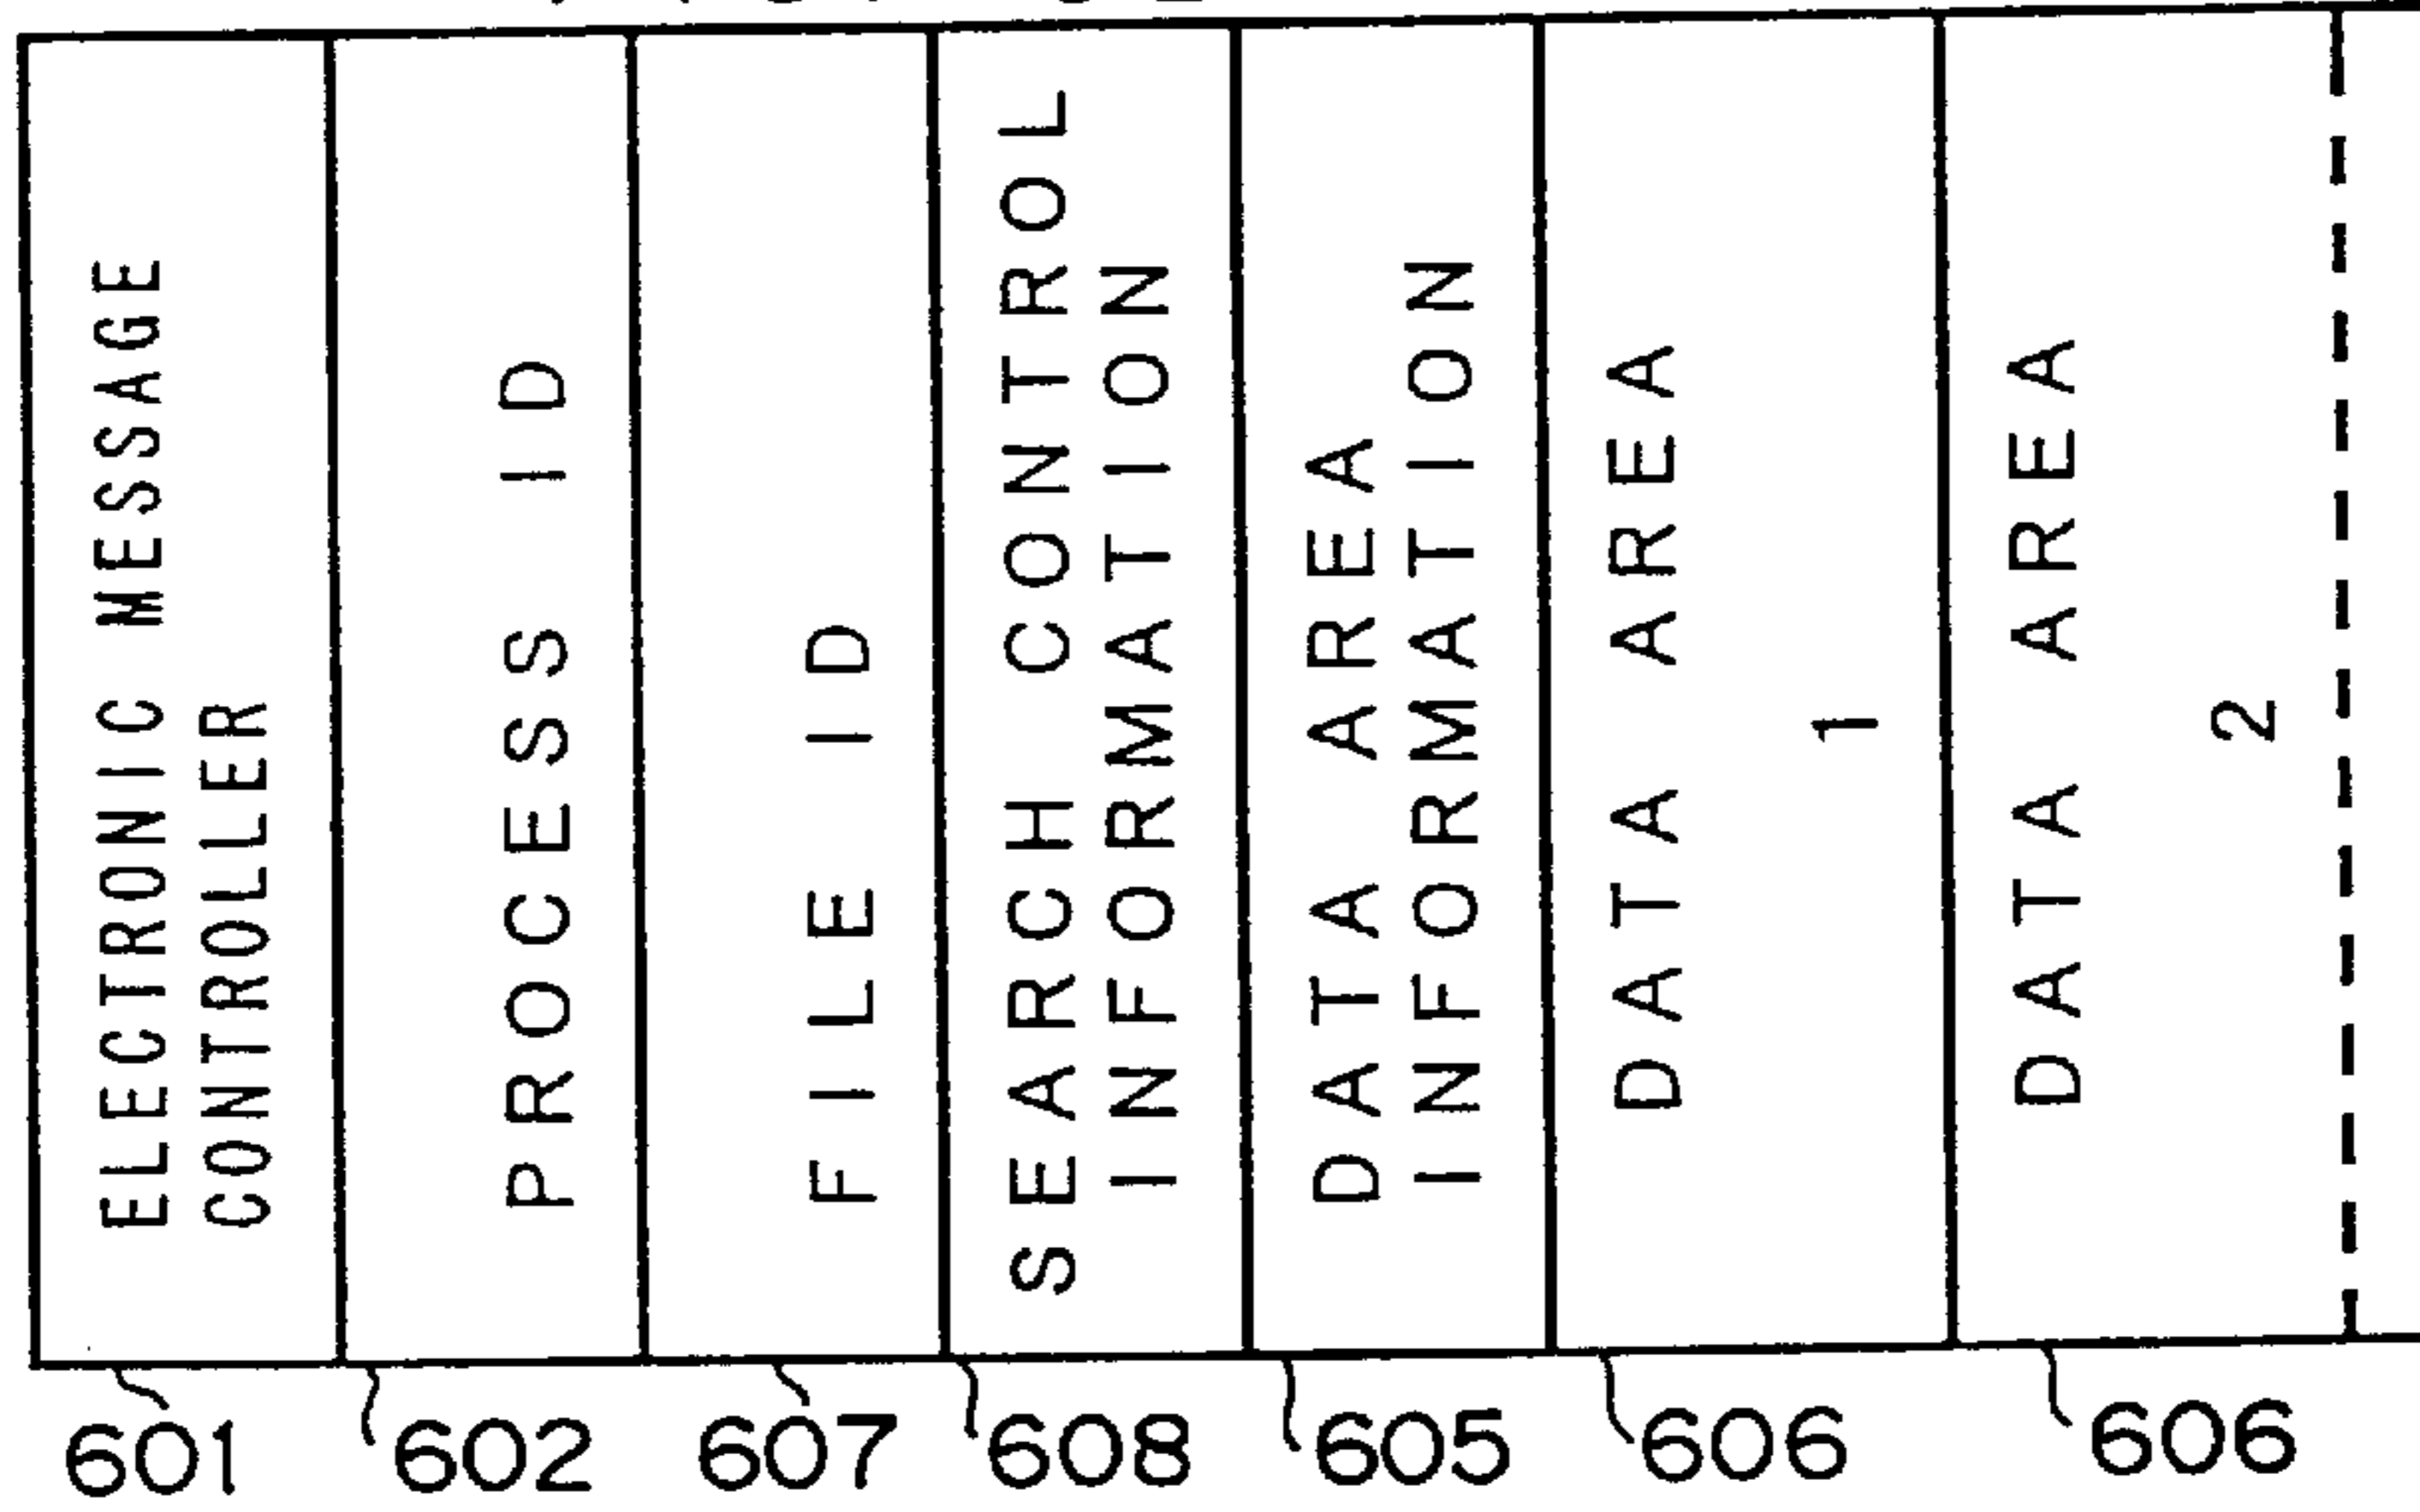 ELECTRONIC MESSAGE
CONTROLLER
PROCESS ID
FILE ID
SEARCH CONTROL
INFORMATION
DATA AREA
INFORMATION
DATA AREA
1
DATA AREA
2
601
602
607
608
605
606
606